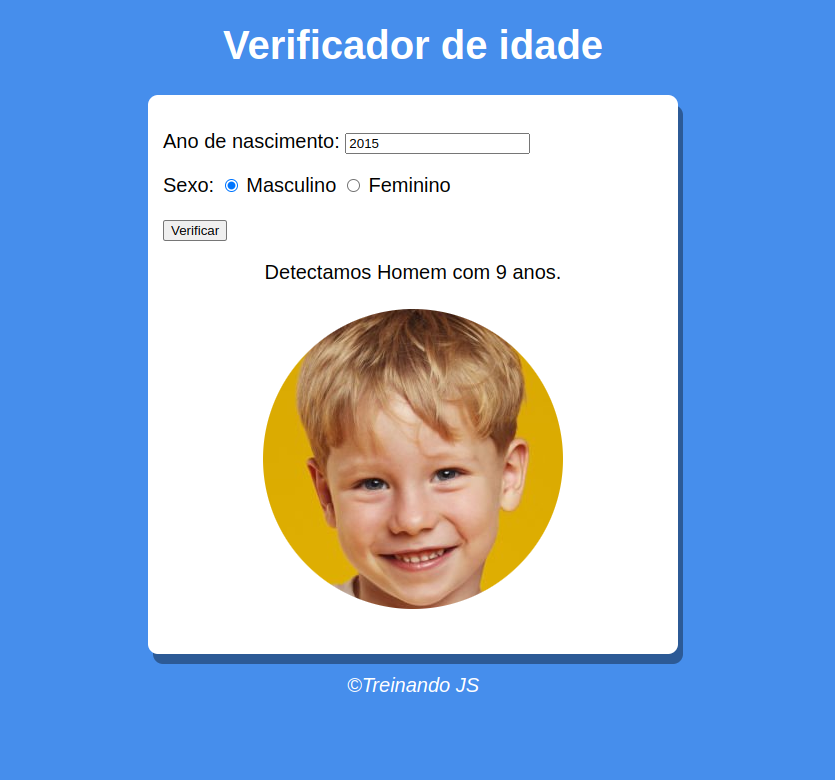 Verificador de idade
Ano de nascimento: 2015
Sexo: Masculino Feminino
Verificar
Detectamos Homem com 9 anos.
©Treinando JS